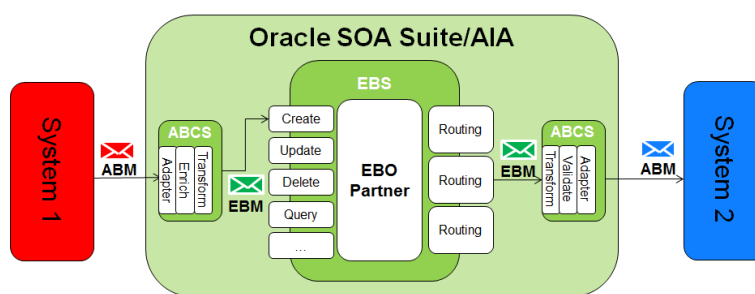 Oracle SOA Suite/AIA
System 1
ABM
ABCS
Adapter
Enrich
Transform
EBM
EBS
Create
Update
Delete
Query
...
EBO
Partner
Routing
Routing
Routing
EBM
ABCS
Transform
Validate
Adapter
ABM
System 2